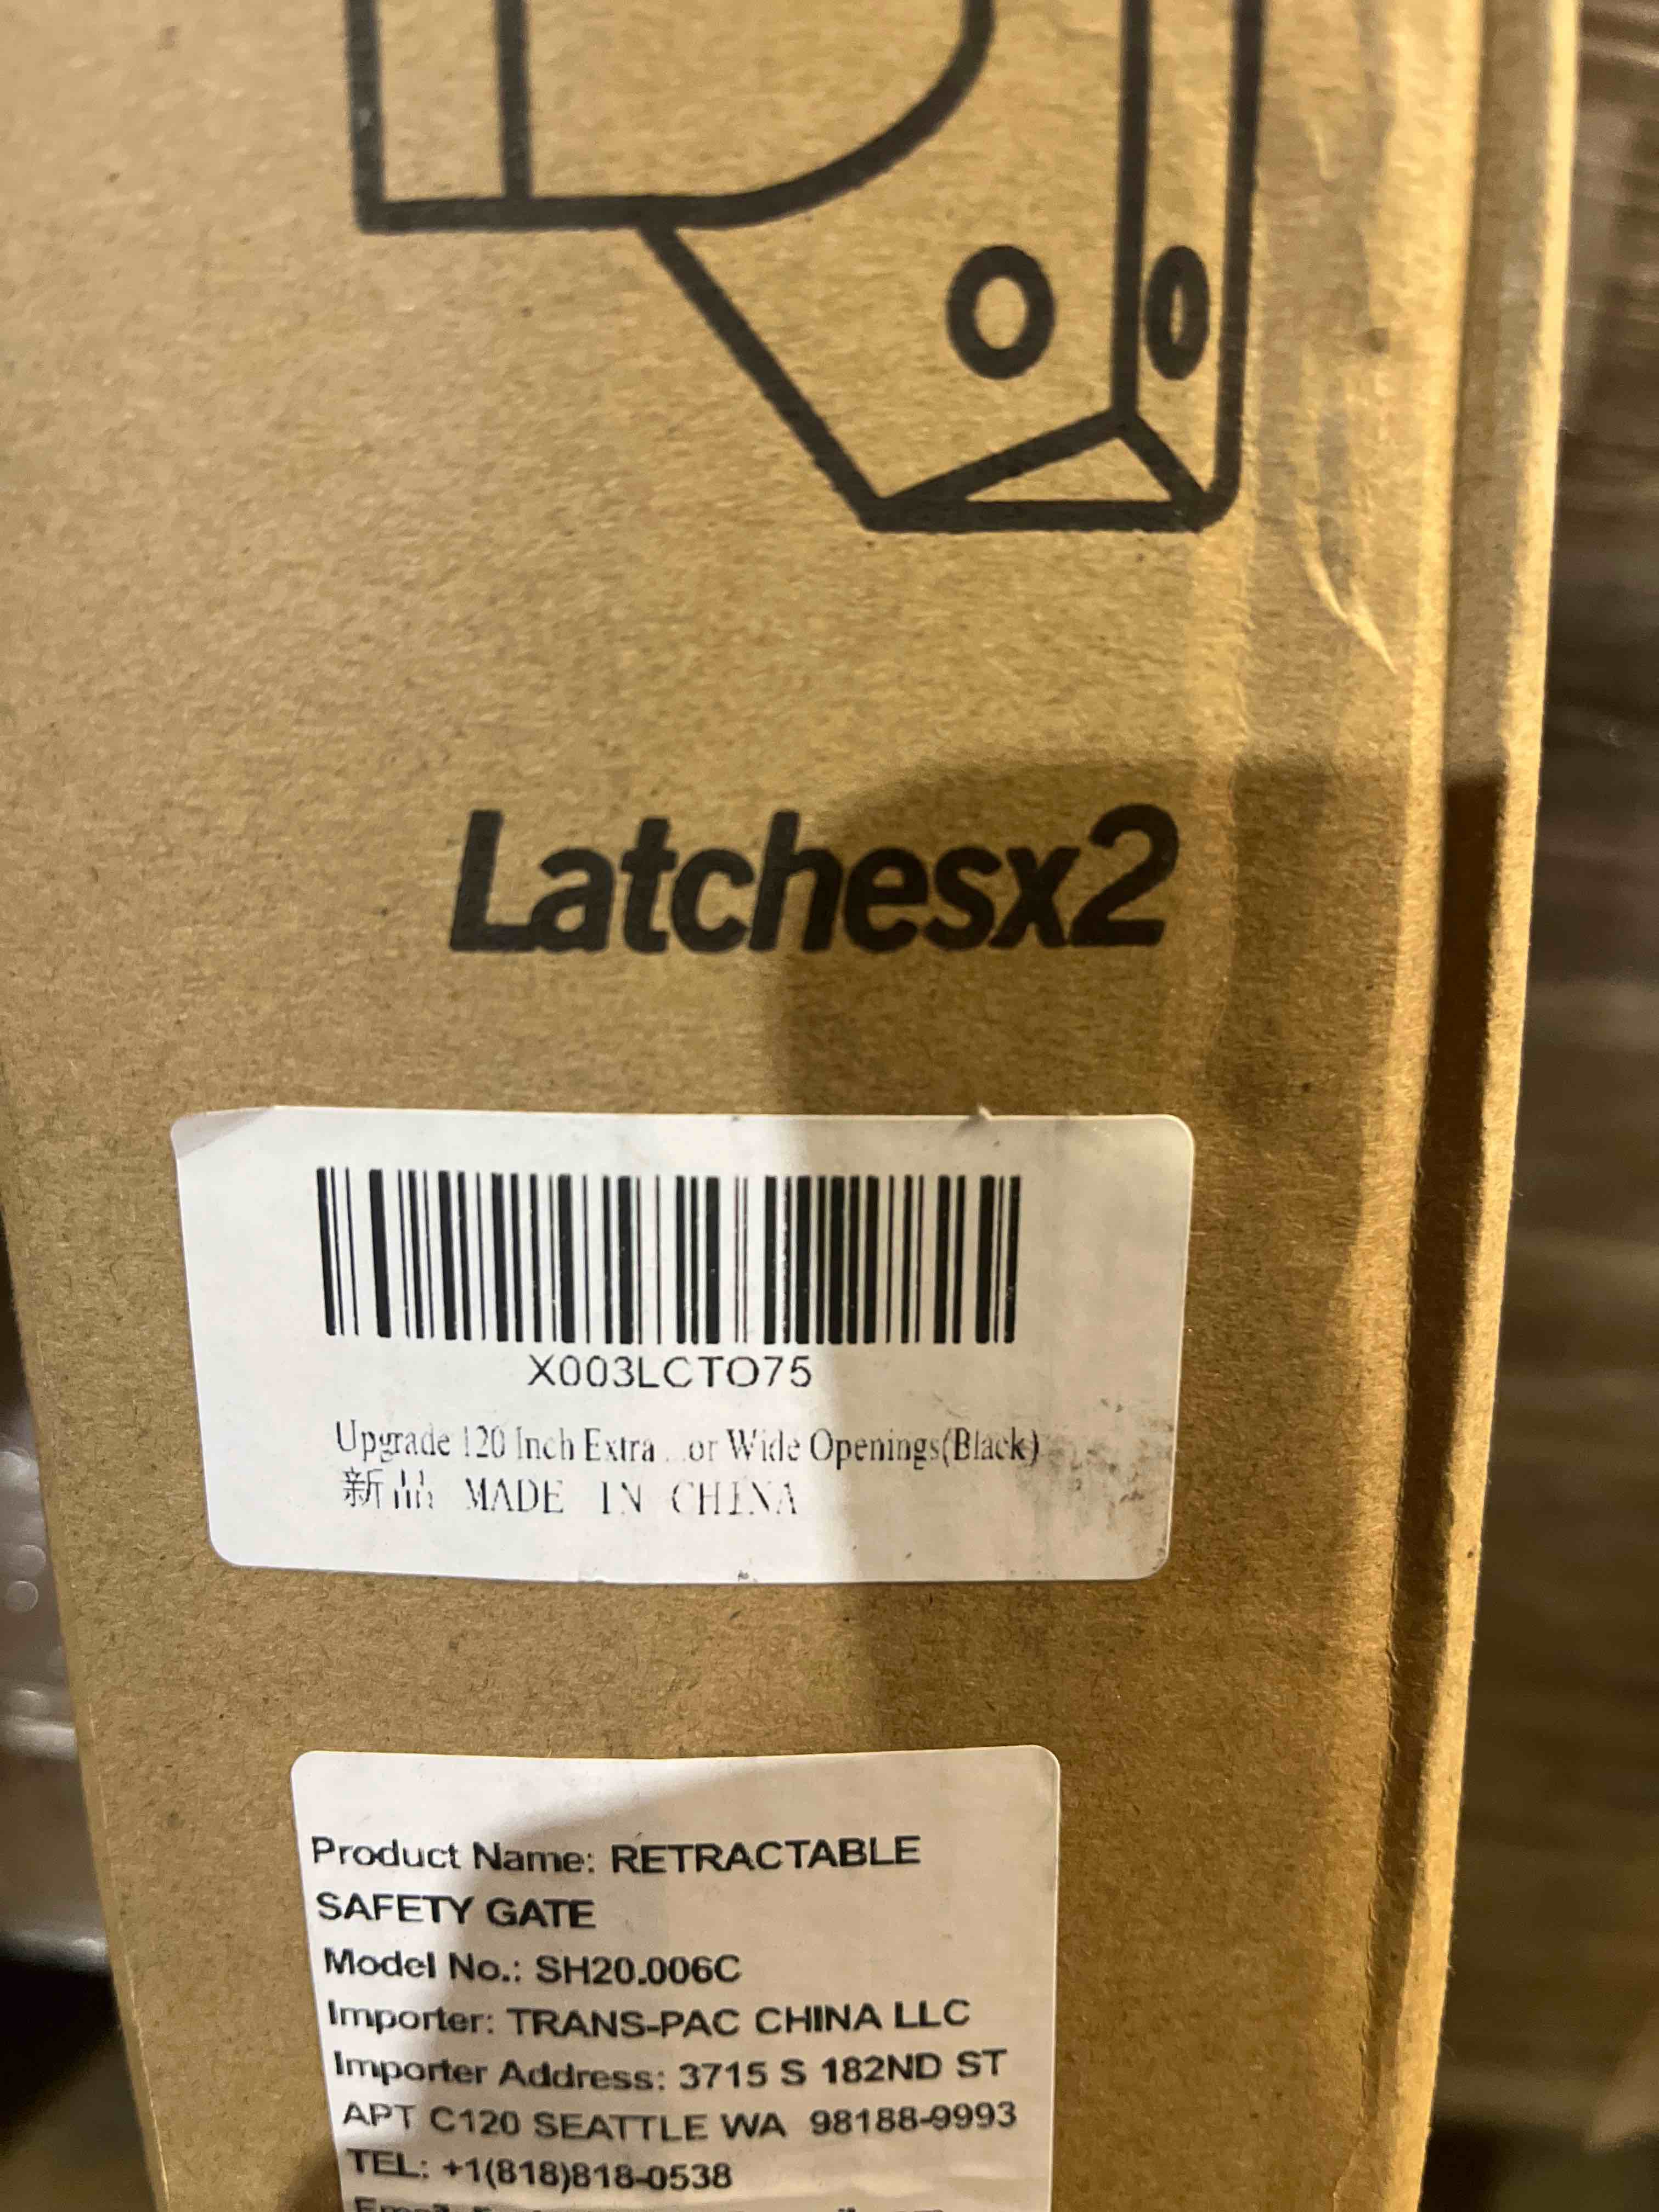 Latchesx2
X003LCTO75
Upgrade 120 Inch Extra ...or Wide Openings(Black)
新品 MADE IN CHINA
Product Name: RETRACTABLE
SAFETY GATE
Model No.: SH20.006C
Importer: TRANS-PAC CHINA LLC
Importer Address: 3715 S 182ND ST
APT C120 SEATTLE WA 98188-9993
TEL: +1(818)818-0538